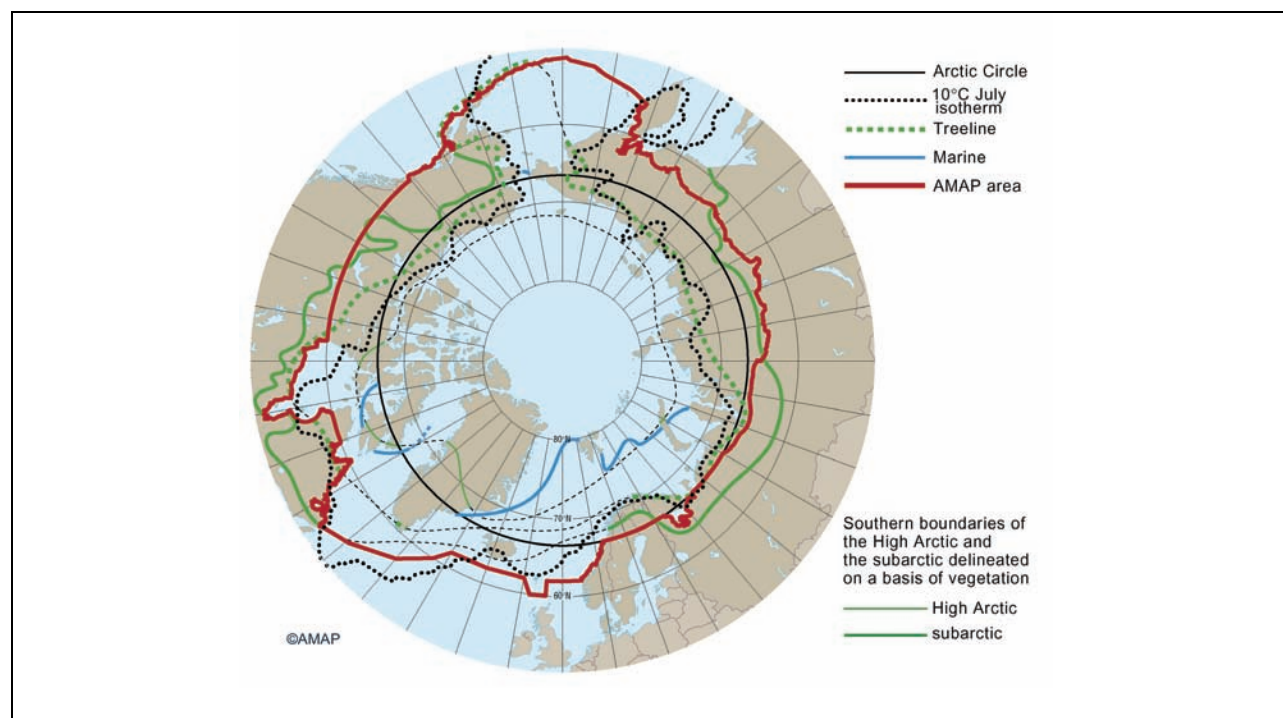 Arctic Circle
10°C July
isotherm
Treeline
Marine
AMAP area
80°N
70°N
60°N
Southern boundaries of
the High Arctic and
the subarctic delineated
on a basis of vegetation
High Arctic
subarctic
©AMAP